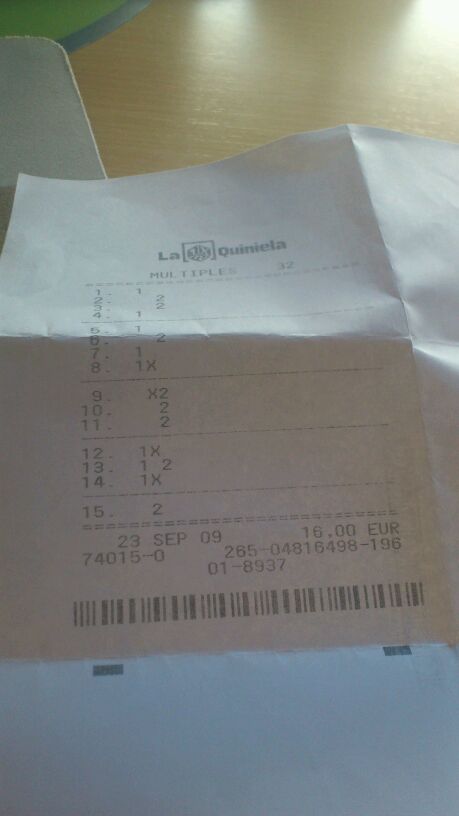 La Quiniela
MULTIPLES 32
1. 1
2. 2
3. 2
4. 1
5. 1
6. 2
7. 1
8. 1X
9. X2
10. 2
11. 2
12. 1X
13. 1 2
14. 1X
15. 2
23 SEP 09 16.00 EUR
74015-0 265-04816498-196
01-8937